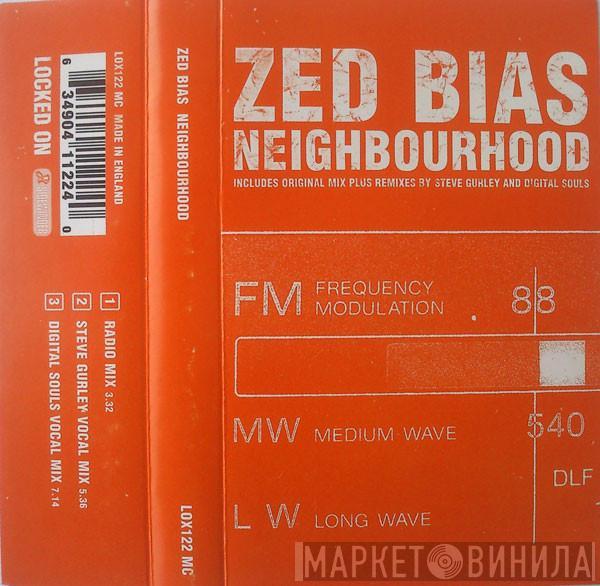 ZED BIAS
NEIGHBOURHOOD
INCLUDES ORIGINAL MIX PLUS REMIXES BY STEVE GURLEY AND DIGITAL SOULS
FM FREQUENCY MODULATION 88
MW MEDIUM WAVE 540
DLF
LW LONG WAVE
ZED BIAS NEIGHBOURHOOD
LOX122 MC
LOX122 MC MADE IN ENGLAND
6 34904 11224 0
LOCKED ON
1 RADIO MIX 3.32
2 STEVE GURLEY VOCAL MIX 5.36
3 DIGITAL SOULS VOCAL MIX 7.14
МАРКЕТ ВИНИЛА